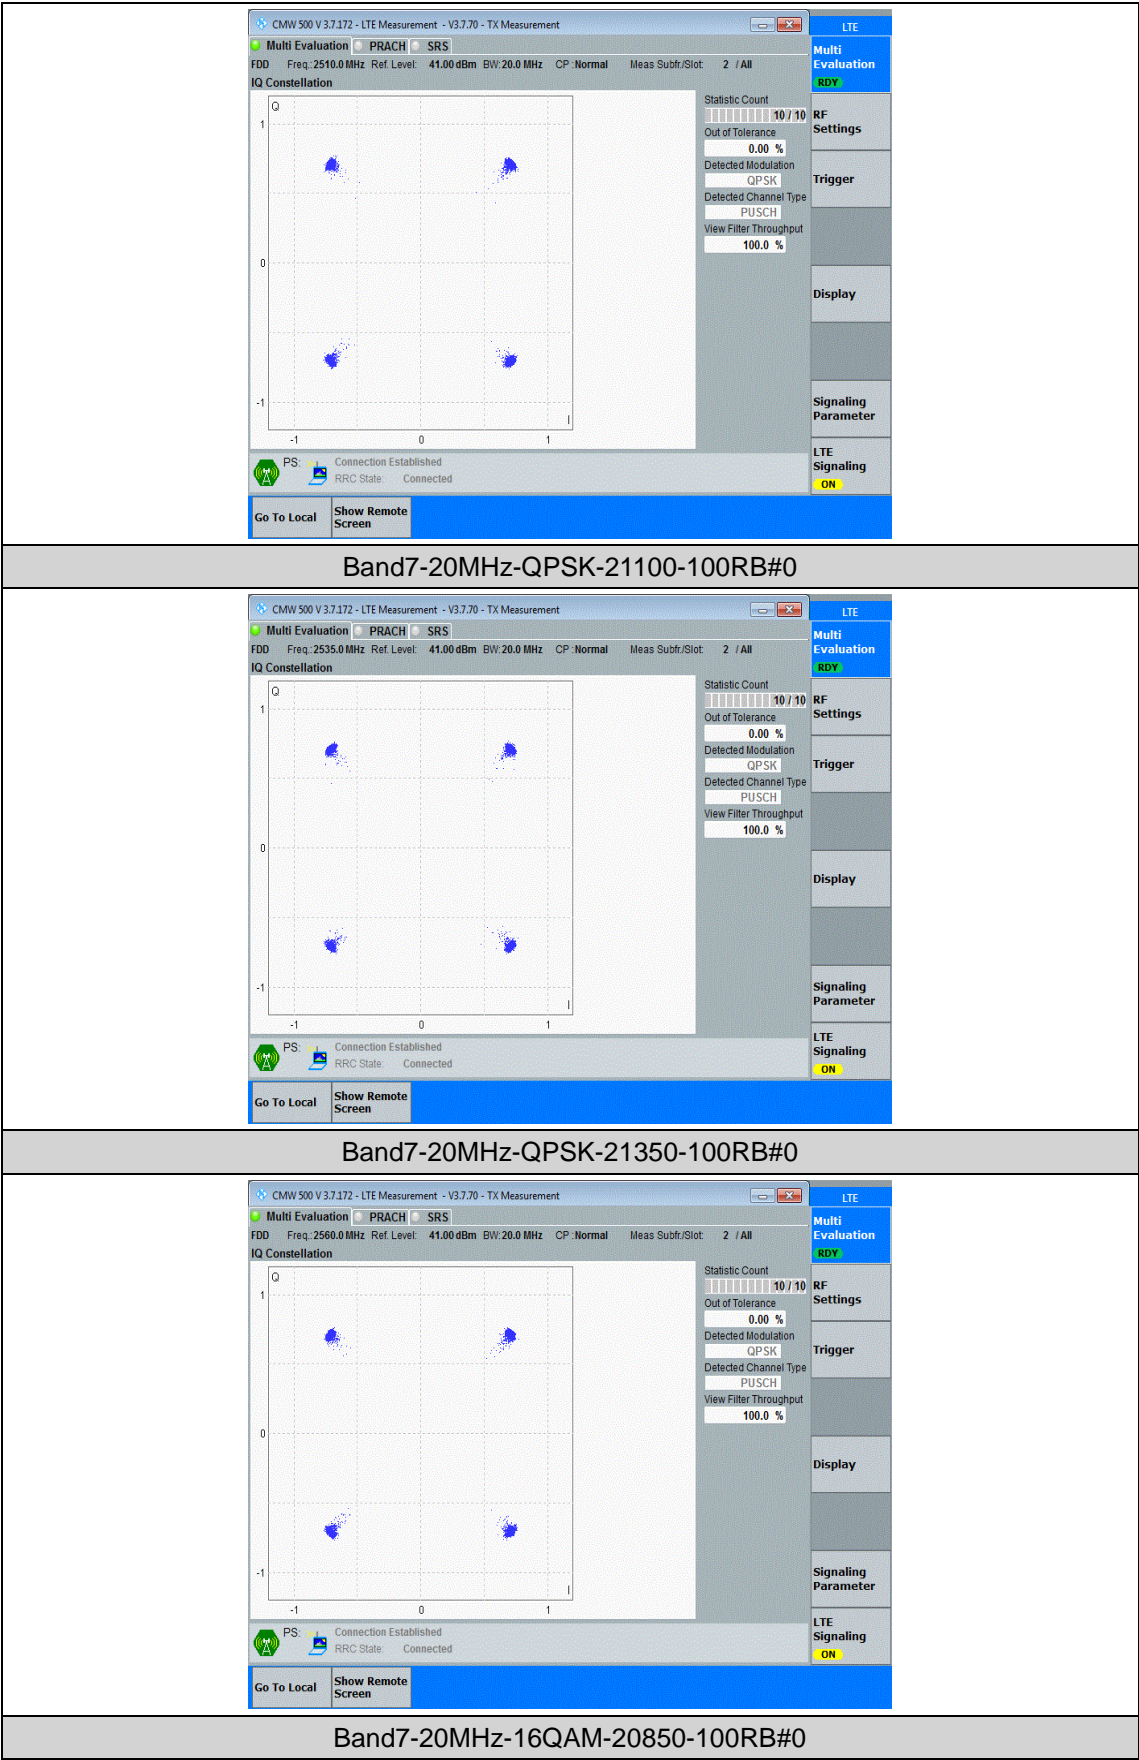 CMW 500 V 3.7.172 - LTE Measurement - V3.7.70 - TX Measurement
LTE
Multi Evaluation PRACH SRS
Multi
Evaluation
RDY
FDD Freq.: 2510.0 MHz Ref. Level: 41.00 dBm BW: 20.0 MHz CP : Normal Meas Subfr./Slot: 2 / All
IQ Constellation
Q
1
0
-1
I
-1 0 1
Statistic Count
10 / 10
Out of Tolerance
0.00 %
Detected Modulation
QPSK
Detected Channel Type
PUSCH
View Filter Throughput
100.0 %
RF
Settings
Trigger
Display
Signaling
Parameter
LTE
Signaling
ON
PS: Connection Established
RRC State: Connected
Go To Local
Show Remote
Screen
Band7-20MHz-QPSK-21100-100RB#0
CMW 500 V 3.7.172 - LTE Measurement - V3.7.70 - TX Measurement
LTE
Multi Evaluation PRACH SRS
Multi
Evaluation
RDY
FDD Freq.: 2535.0 MHz Ref. Level: 41.00 dBm BW: 20.0 MHz CP : Normal Meas Subfr./Slot: 2 / All
IQ Constellation
Q
1
0
-1
I
-1 0 1
Statistic Count
10 / 10
Out of Tolerance
0.00 %
Detected Modulation
QPSK
Detected Channel Type
PUSCH
View Filter Throughput
100.0 %
RF
Settings
Trigger
Display
Signaling
Parameter
LTE
Signaling
ON
PS: Connection Established
RRC State: Connected
Go To Local
Show Remote
Screen
Band7-20MHz-QPSK-21350-100RB#0
CMW 500 V 3.7.172 - LTE Measurement - V3.7.70 - TX Measurement
LTE
Multi Evaluation PRACH SRS
Multi
Evaluation
RDY
FDD Freq.: 2560.0 MHz Ref. Level: 41.00 dBm BW: 20.0 MHz CP : Normal Meas Subfr./Slot: 2 / All
IQ Constellation
Q
1
0
-1
I
-1 0 1
Statistic Count
10 / 10
Out of Tolerance
0.00 %
Detected Modulation
QPSK
Detected Channel Type
PUSCH
View Filter Throughput
100.0 %
RF
Settings
Trigger
Display
Signaling
Parameter
LTE
Signaling
ON
PS: Connection Established
RRC State: Connected
Go To Local
Show Remote
Screen
Band7-20MHz-16QAM-20850-100RB#0